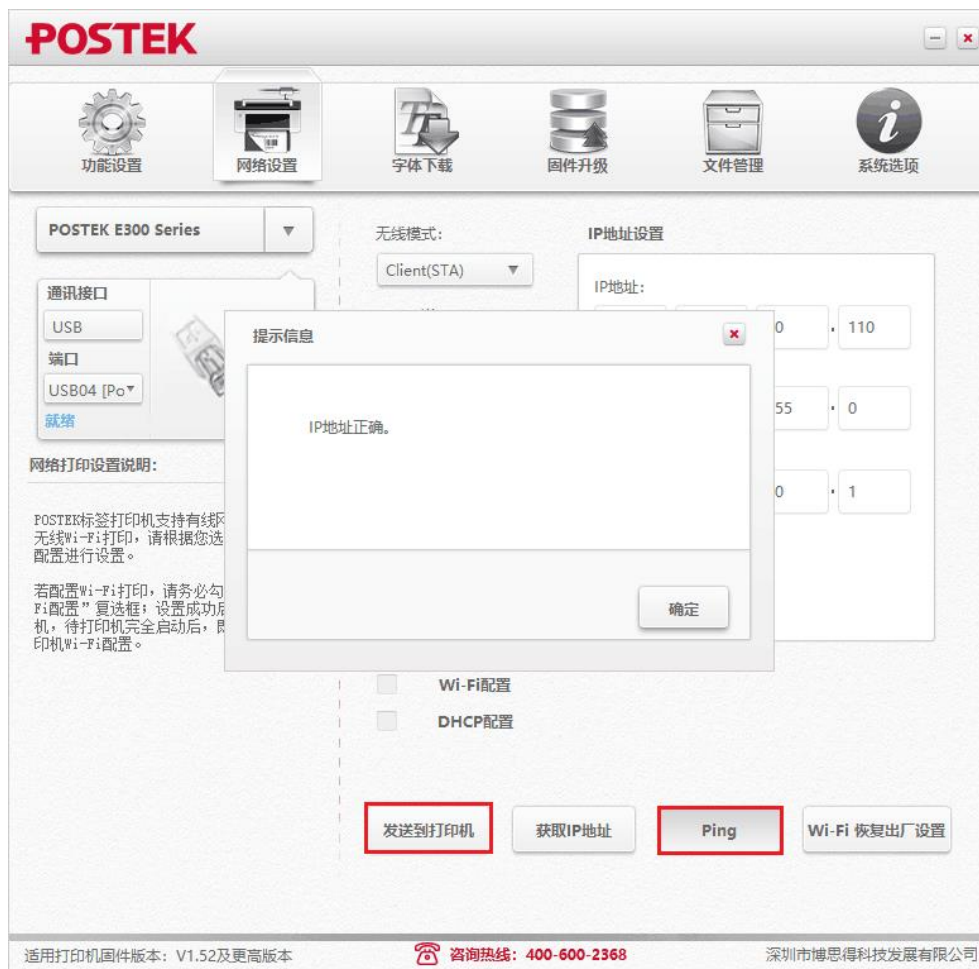 POSTEK
功能设置
网络设置
字体下载
固件升级
文件管理
系统选项
POSTEK E300 Series
通讯接口
USB
端口
USB04 [Po
就绪
网络打印设置说明:
POSTEK标签打印机支持有线网
无线Wi-Fi打印，请根据您选
配置进行设置。
若配置Wi-Fi打印，请务必勾
Fi配置”复选框；设置成功后
机，待打印机完全启动后，即
印机Wi-Fi配置。
无线模式:
Client(STA)
IP地址设置
IP地址:
0 . 110
55 . 0
0 . 1
提示信息
IP地址正确。
确定
Wi-Fi配置
DHCP配置
发送到打印机
获取IP地址
Ping
Wi-Fi 恢复出厂设置
适用打印机固件版本：V1.52及更高版本
咨询热线：400-600-2368
深圳市博思得科技发展有限公司